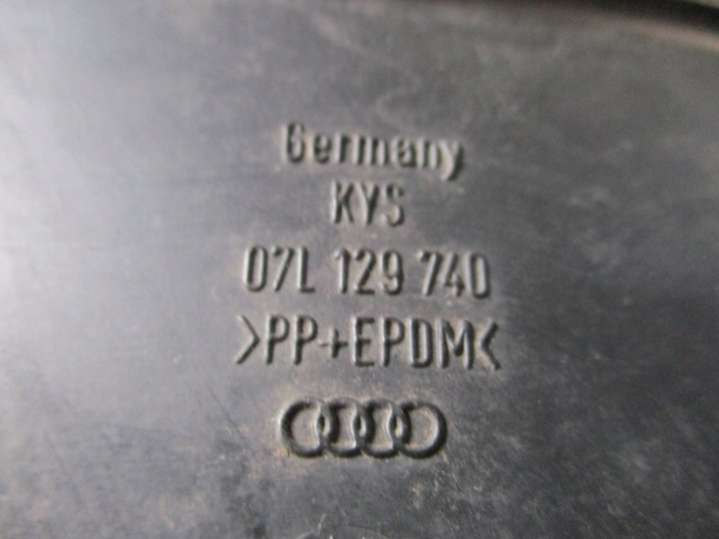 Germany
KYS
07L 129 740
>PP+EPDM<